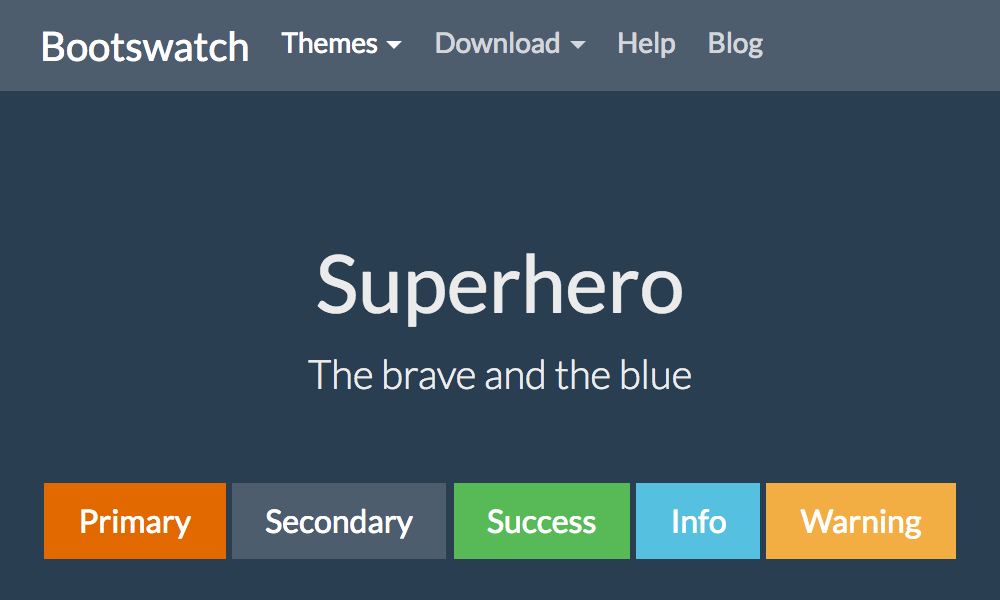 Bootswatch Themes Download Help Blog
Superhero
The brave and the blue
Primary Secondary Success Info Warning